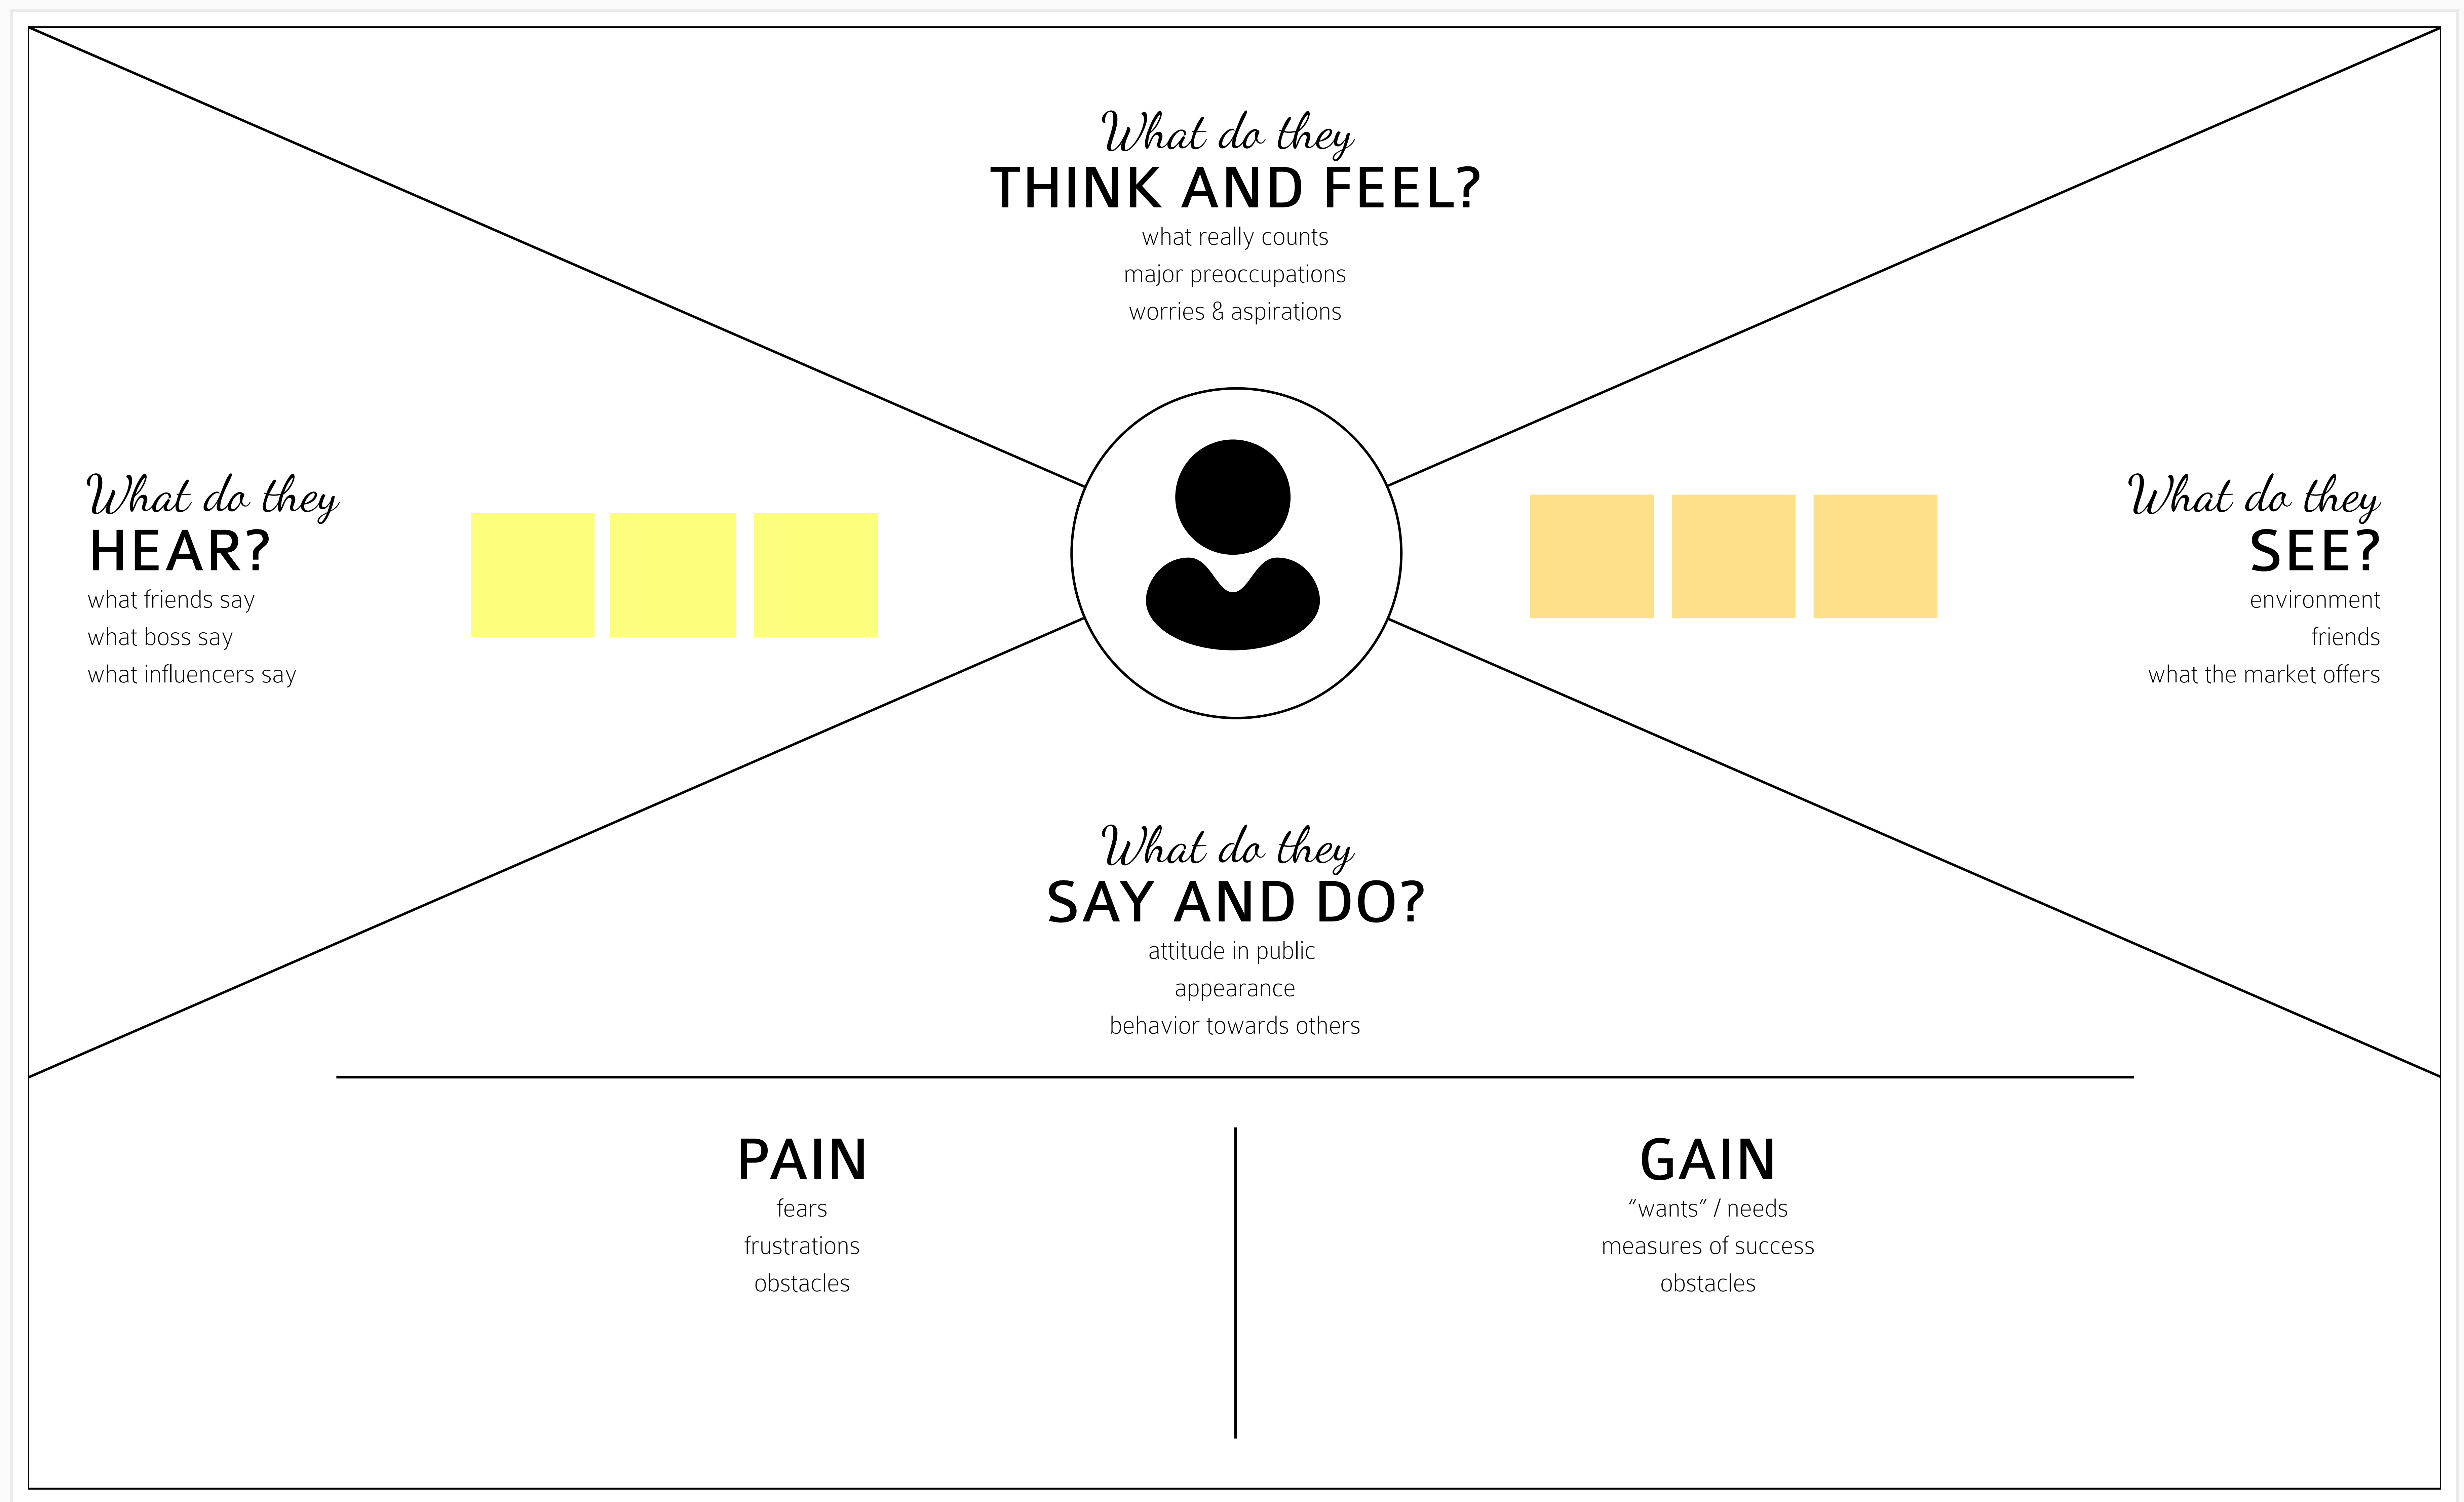 What do they
THINK AND FEEL?
what really counts
major preoccupations
worries & aspirations
What do they
HEAR?
what friends say
what boss say
what influencers say
What do they
SEE?
environment
friends
what the market offers
What do they
SAY AND DO?
attitude in public
appearance
behavior towards others
PAIN
fears
frustrations
obstacles
GAIN
“wants” / needs
measures of success
obstacles